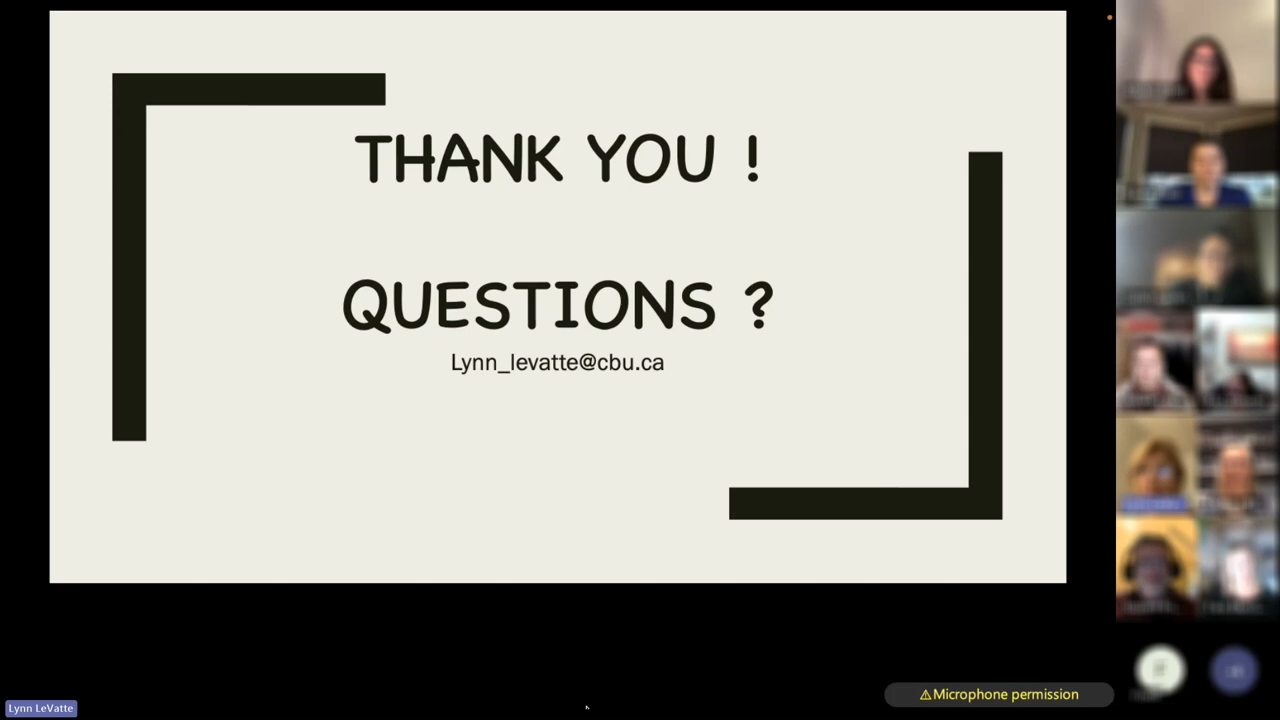 THANK YOU !
QUESTIONS ?
Lynn_levatte@cbu.ca
⚠Microphone permission
Lynn LeVatte